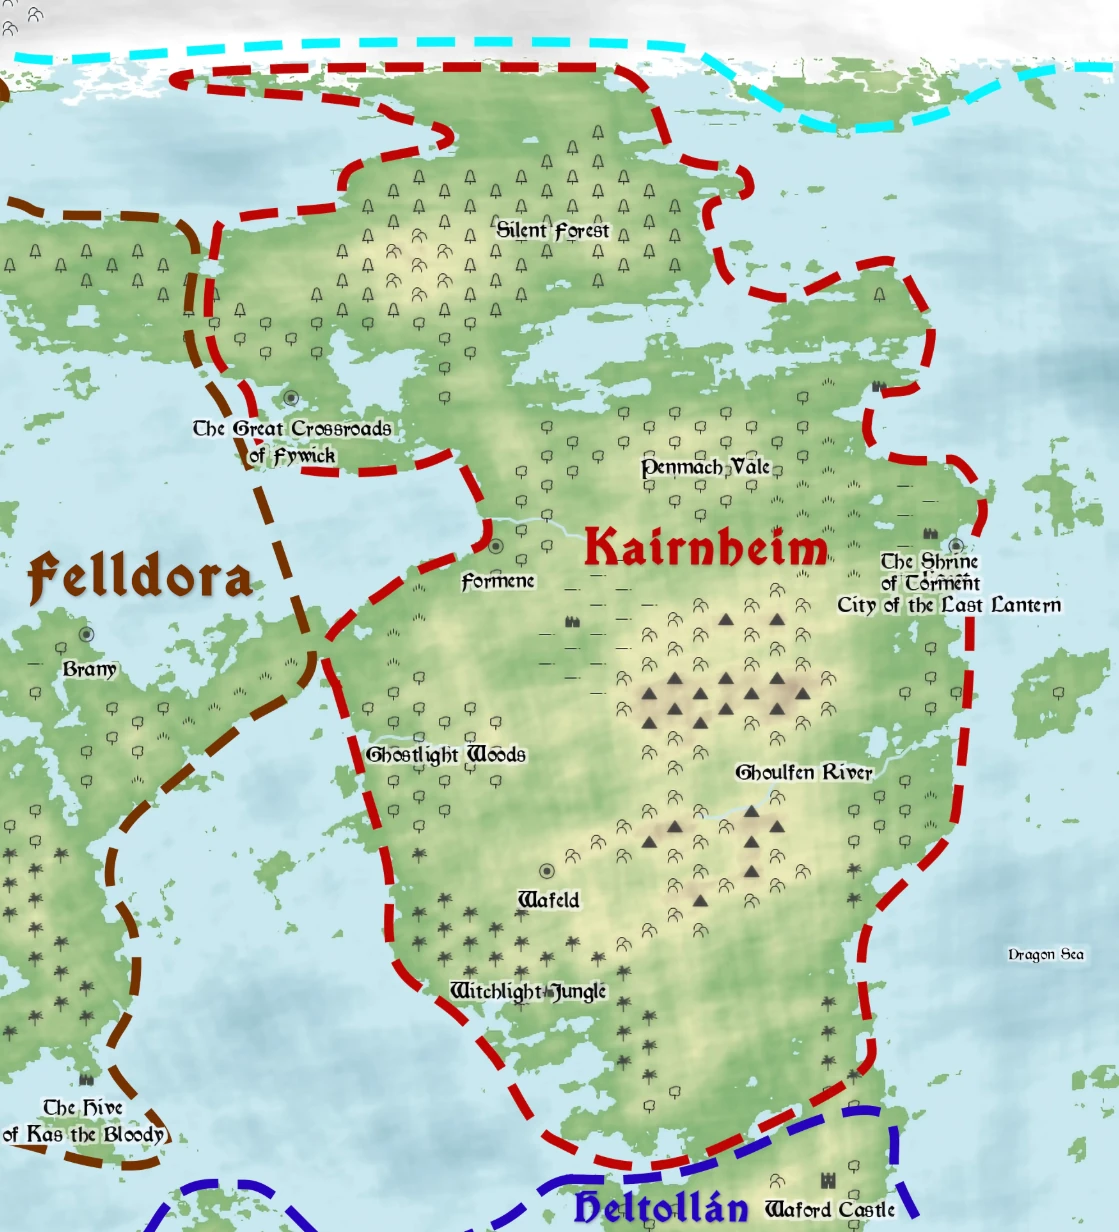 Silent Forest
The Great Crossroads
of Fywick
Penmach Vale
Kairnheim
Felldora
Formene
The Shrine
of Torment
City of the Last Lantern
Brany
Ghostlight Woods
Ghoulfen River
Wafeld
Dragon Sea
Witchlight Jungle
The Hive
of Kas the Bloody
Heltollán
Waford Castle